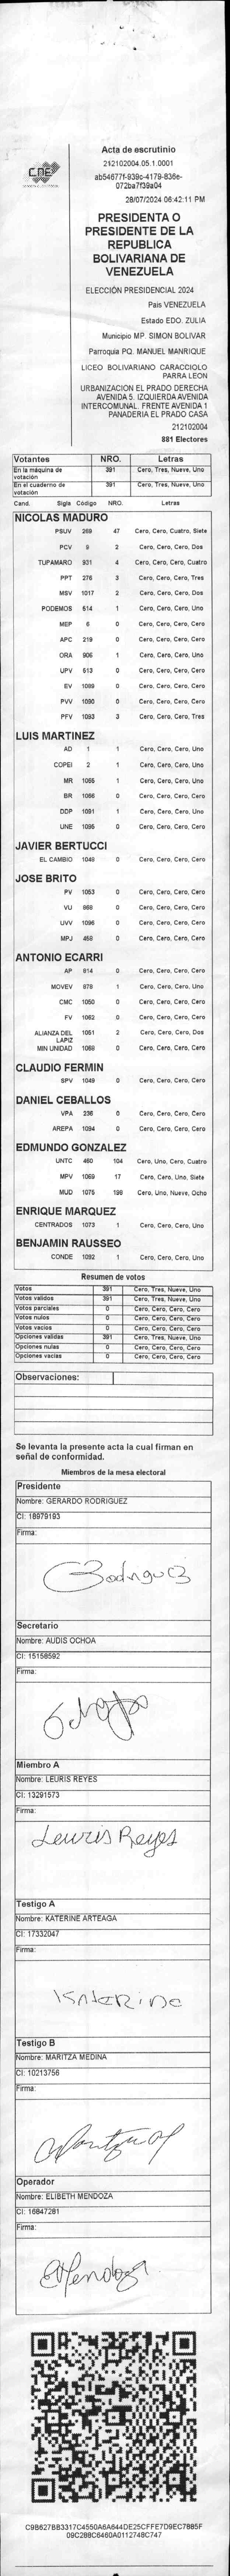 CNE
Acta de escrutinio
212102004.05.1.0001
ab54677f-939c-4179-836e-
072ba7f39a04
28/07/2024 06:42:11 PM
PRESIDENTA O
PRESIDENTE DE LA
REPUBLICA
BOLIVARIANA DE
VENEZUELA
ELECCIÓN PRESIDENCIAL 2024
Pais VENEZUELA
Estado EDO. ZULIA
Municipio MP. SIMON BOLIVAR
Parroquia PQ. MANUEL MANRIQUE
LICEO BOLIVARIANO CARACCIOLO
PARRA LEON
URBANIZACION EL PRADO DERECHA
AVENIDA 5. IZQUIERDA AVENIDA
INTERCOMUNAL. FRENTE AVENIDA 1
PANADERIA EL PRADO CASA
212102004
881 Electores
Votantes NRO. Letras
En la máquina de votación 391 Cero, Tres, Nueve, Uno
En el cuaderno de votación 391 Cero, Tres, Nueve, Uno
Cand. Sigla Código NRO. Letras
NICOLAS MADURO
PSUV 269 47 Cero, Cero, Cuatro, Siete
PCV 9 2 Cero, Cero, Cero, Dos
TUPAMARO 931 4 Cero, Cero, Cero, Cuatro
PPT 276 3 Cero, Cero, Cero, Tres
MSV 1017 2 Cero, Cero, Cero, Dos
PODEMOS 514 1 Cero, Cero, Cero, Uno
MEP 6 0 Cero, Cero, Cero, Cero
APC 219 0 Cero, Cero, Cero, Cero
ORA 906 1 Cero, Cero, Cero, Uno
UPV 513 0 Cero, Cero, Cero, Cero
EV 1089 0 Cero, Cero, Cero, Cero
PVV 1090 0 Cero, Cero, Cero, Cero
PFV 1093 3 Cero, Cero, Cero, Tres
LUIS MARTINEZ
AD 1 1 Cero, Cero, Cero, Uno
COPEI 2 1 Cero, Cero, Cero, Uno
MR 1065 1 Cero, Cero, Cero, Uno
BR 1066 0 Cero, Cero, Cero, Cero
DDP 1091 1 Cero, Cero, Cero, Uno
UNE 1095 0 Cero, Cero, Cero, Cero
JAVIER BERTUCCI
EL CAMBIO 1048 0 Cero, Cero, Cero, Cero
JOSE BRITO
PV 1053 0 Cero, Cero, Cero, Cero
VU 968 0 Cero, Cero, Cero, Cero
UVV 1096 0 Cero, Cero, Cero, Cero
MPJ 458 0 Cero, Cero, Cero, Cero
ANTONIO ECARRI
AP 814 0 Cero, Cero, Cero, Cero
MOVEV 978 1 Cero, Cero, Cero, Uno
CMC 1050 0 Cero, Cero, Cero, Cero
FV 1062 0 Cero, Cero, Cero, Cero
ALIANZA DEL LAPIZ 1051 2 Cero, Cero, Cero, Dos
MIN UNIDAD 1068 0 Cero, Cero, Cero, Cero
CLAUDIO FERMIN
SPV 1049 0 Cero, Cero, Cero, Cero
DANIEL CEBALLOS
VPA 236 0 Cero, Cero, Cero, Cero
AREPA 1094 0 Cero, Cero, Cero, Cero
EDMUNDO GONZALEZ
UNTC 460 104 Cero, Uno, Cero, Cuatro
MPV 1069 17 Cero, Cero, Uno, Siete
MUD 1075 198 Cero, Uno, Nueve, Ocho
ENRIQUE MARQUEZ
CENTRADOS 1073 1 Cero, Cero, Cero, Uno
BENJAMIN RAUSSEO
CONDE 1092 1 Cero, Cero, Cero, Uno
Resumen de votos
Votos 391 Cero, Tres, Nueve, Uno
Votos validos 391 Cero, Tres, Nueve, Uno
Votos parciales 0 Cero, Cero, Cero, Cero
Votos nulos 0 Cero, Cero, Cero, Cero
Votos vacios 0 Cero, Cero, Cero, Cero
Opciones validas 391 Cero, Tres, Nueve, Uno
Opciones nulas 0 Cero, Cero, Cero, Cero
Opciones vacias 0 Cero, Cero, Cero, Cero
Observaciones:
Se levanta la presente acta la cual firman en
señal de conformidad.
Miembros de la mesa electoral
Presidente
Nombre: GERARDO RODRIGUEZ
CI: 18979193
Firma:
Secretario
Nombre: AUDIS OCHOA
CI: 15158592
Firma:
Miembro A
Nombre: LEURIS REYES
CI: 13291573
Firma:
Leuris Reyes
Testigo A
Nombre: KATERINE ARTEAGA
CI: 17332047
Firma:
Katerine
Testigo B
Nombre: MARITZA MEDINA
CI: 10213756
Firma:
Operador
Nombre: ELIBETH MENDOZA
CI: 16847281
Firma:
EMendoza
C9B627BB3317C4550A6A644DE25CFFE7D9EC7885F
09C288C6460A0112748C747